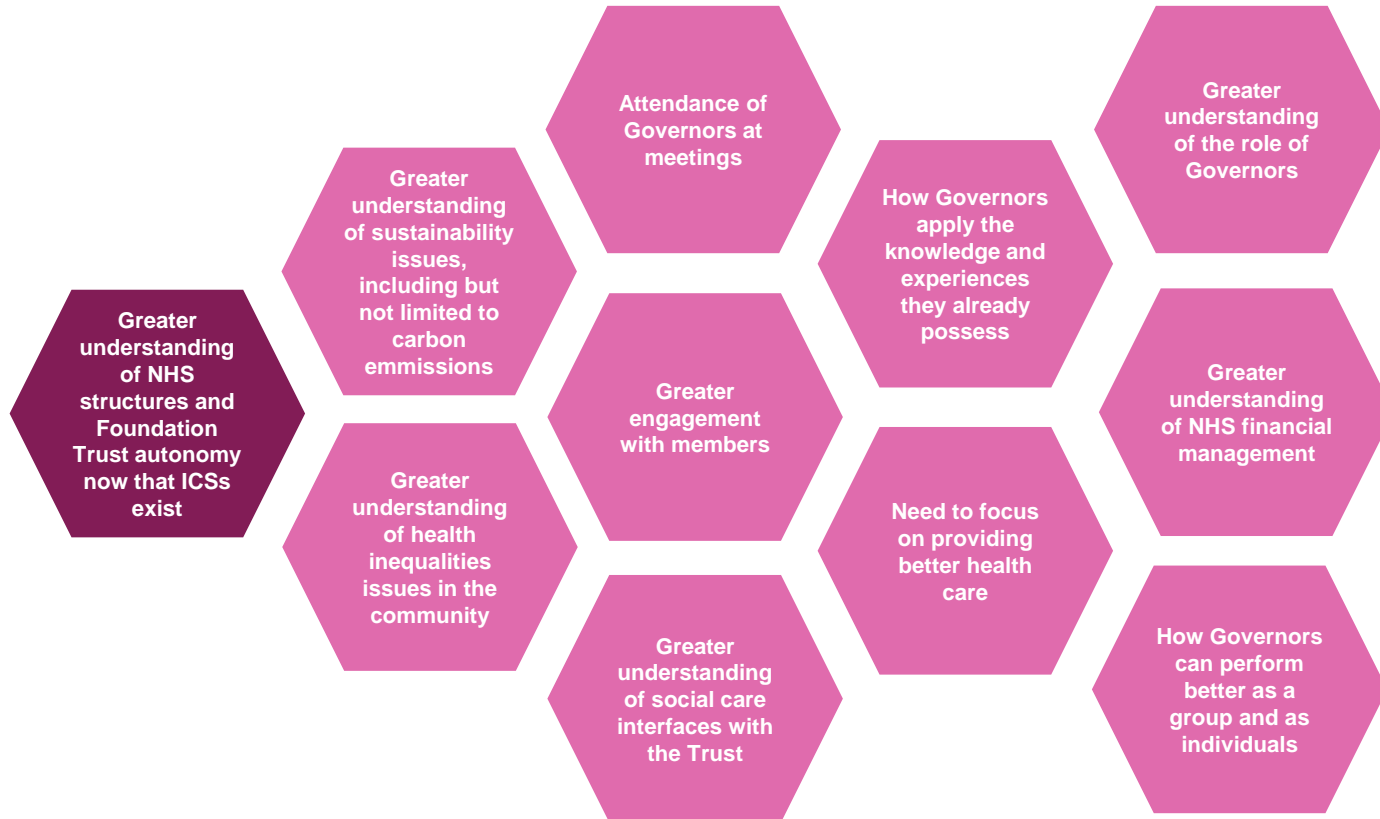 Greater
understanding
of NHS
structures and
Foundation
Trust autonomy
now that ICSs
exist
Greater
understanding
of sustainability
issues,
including but
not limited to
carbon
emmissions
Greater
understanding
of health
inequalities
issues in the
community
Attendance of
Governors at
meetings
Greater
engagement
with members
Greater
understanding
of social care
interfaces with
the Trust
How Governors
apply the
knowledge and
experiences
they already
possess
Need to focus
on providing
better health
care
Greater
understanding
of the role of
Governors
Greater
understanding
of NHS financial
management
How Governors
can perform
better as a
group and as
individuals